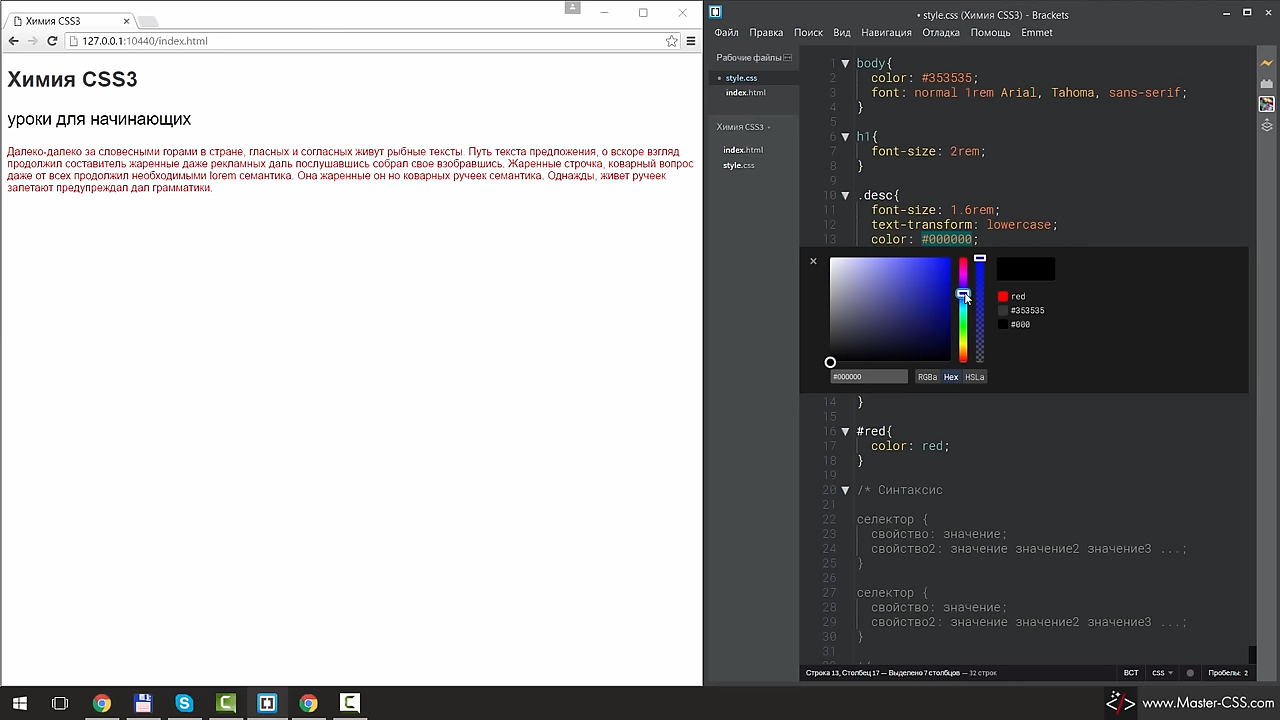 Химия CSS3
127.0.0.1:10440/index.html
Химия CSS3
уроки для начинающих
Далеко-далеко за словесными горами в стране, гласных и согласных живут рыбные тексты. Путь текста предложения, о вскоре взгляд
продолжил составитель жаренные даже рекламных даль послушавшись собрал свое взобравшись. Жаренные строчка, коварный вопрос
даже от всех продолжил необходимыми lorem семантика. Она жаренные он но коварных ручеек семантика. Однажды, живет ручеек
залетают предупреждал дал грамматики.
• style.css (Химия CSS3) - Brackets
Файл Правка Поиск Вид Навигация Отладка Помощь Emmet
Рабочие файлы
• style.css
index.html
Химия CSS3
index.html
style.css
1 body{
2 color: #353535;
3 font: normal 1rem Arial, Tahoma, sans-serif;
4 }
5
6 h1{
7 font-size: 2rem;
8 }
9
10 .desc{
11 font-size: 1.6rem;
12 text-transform: lowercase;
13 color: #000000;
red
#353535
#000
#000000
RGBa Hex HSLa
14 }
15
16 #red{
17 color: red;
18 }
19
20 /* Синтаксис
21
22 селектор {
23 свойство: значение;
24 свойство2: значение значение2 значение3 ...;
25 }
26
27 селектор {
28 свойство: значение;
29 свойство2: значение значение2 значение3 ...;
30 }
31
Строка 13, Столбец 17 — Выделено 7 столбцов — 32 строк
ВСТ CSS Пробелы: 2
www.Master-CSS.com